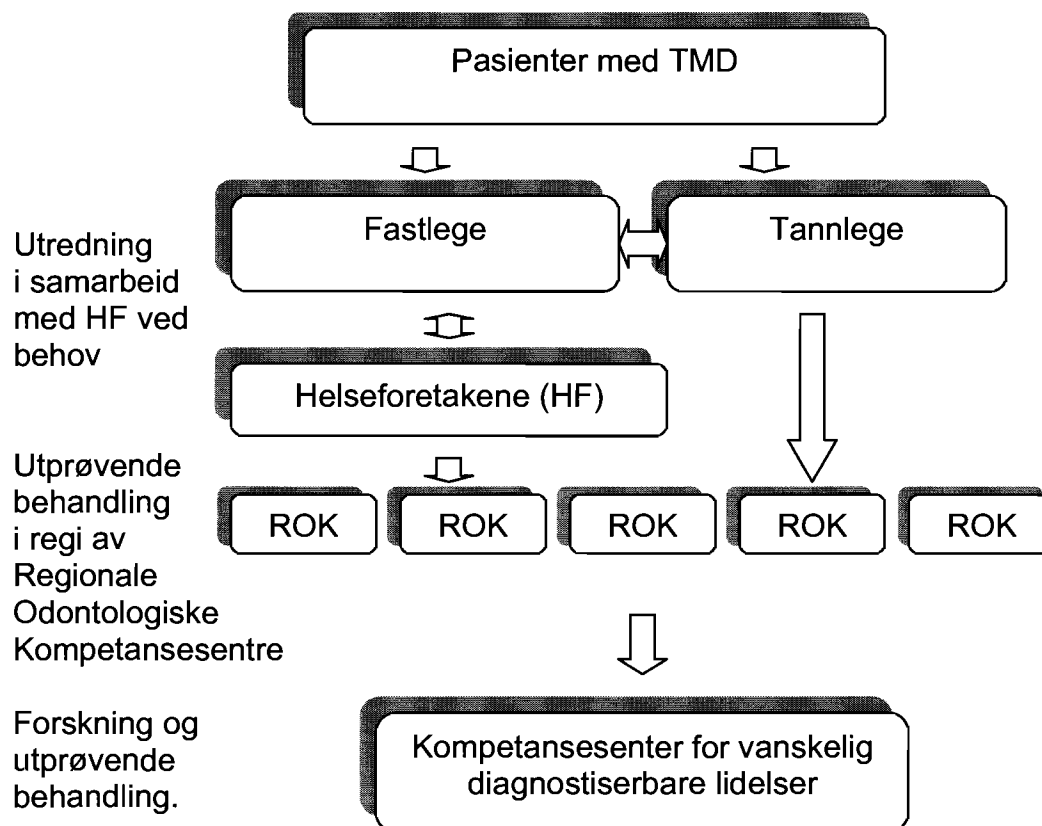 Pasienter med TMD
Fastlege
Tannlege
Utredning
i samarbeid
med HF ved
behov
Helseforetakene (HF)
Utprøvende
behandling
i regi av
Regionale
Odontologiske
Kompetansesentre
ROK
ROK
ROK
ROK
ROK
Forskning og
utprøvende
behandling.
Kompetansesenter for vanskelig
diagnostiserbare lidelser